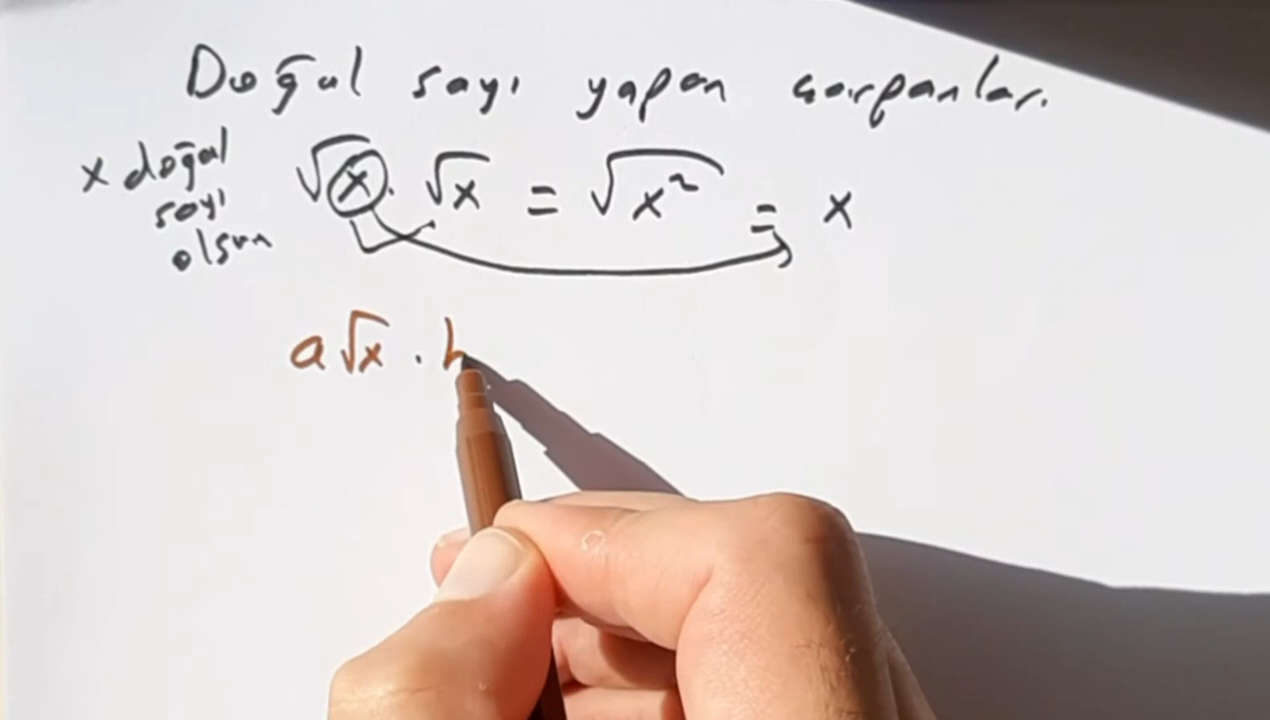 Doğal sayı yapan çarpanlar.
x doğal sayı olsun
√x . √x = √x² = x
a√x . b